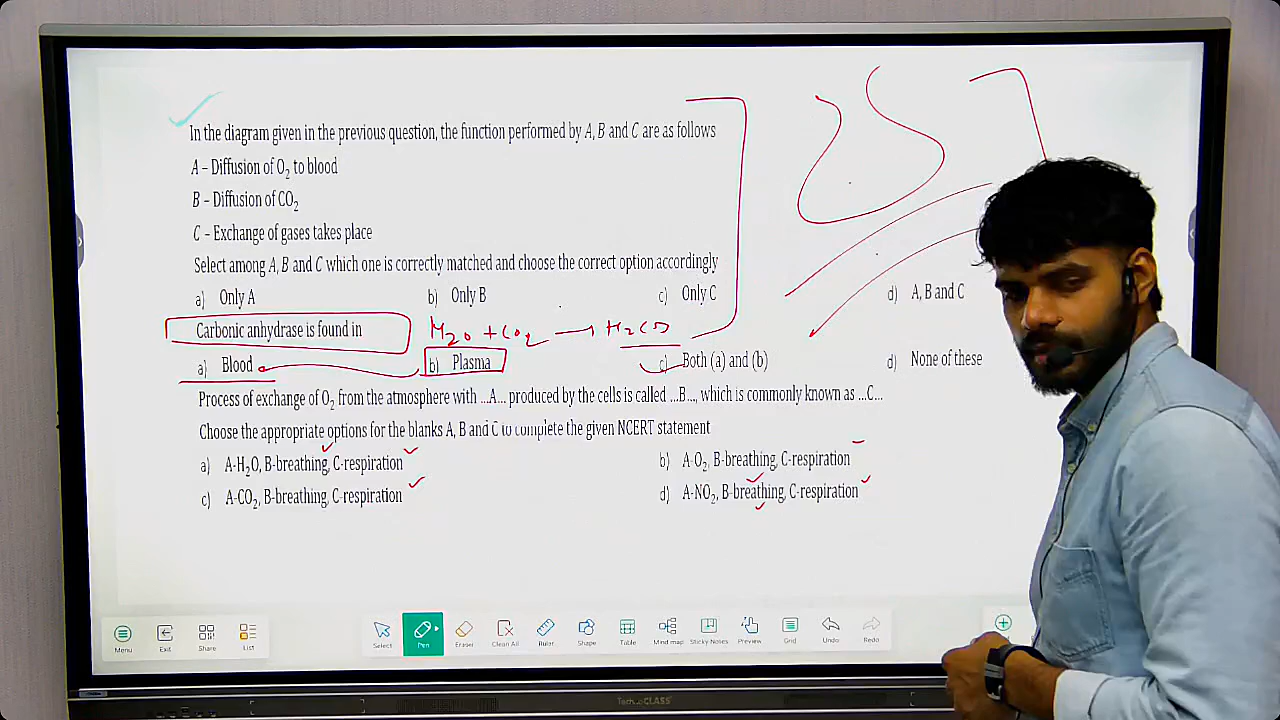 In the diagram given in the previous question, the function performed by A, B and C are as follows
A – Diffusion of O₂ to blood
B – Diffusion of CO₂
C – Exchange of gases takes place
Select among A, B and C which one is correctly matched and choose the correct option accordingly
a) Only A b) Only B c) Only C d) A, B and C
Carbonic anhydrase is found in H₂O + CO₂ → H₂CO
a) Blood b) Plasma c) Both (a) and (b) d) None of these
Process of exchange of O₂ from the atmosphere with ...A... produced by the cells is called ...B..., which is commonly known as ...C...
Choose the appropriate options for the blanks A, B and C to complete the given NCERT statement
a) A-H₂O, B-breathing, C-respiration b) A-O₂, B-breathing, C-respiration
c) A-CO₂, B-breathing, C-respiration d) A-NO₂, B-breathing, C-respiration
Menu Exit Share List Select Pen Eraser Clean All Ruler Shape Table Mind map Sticky Notes Preview Grid Undo Redo